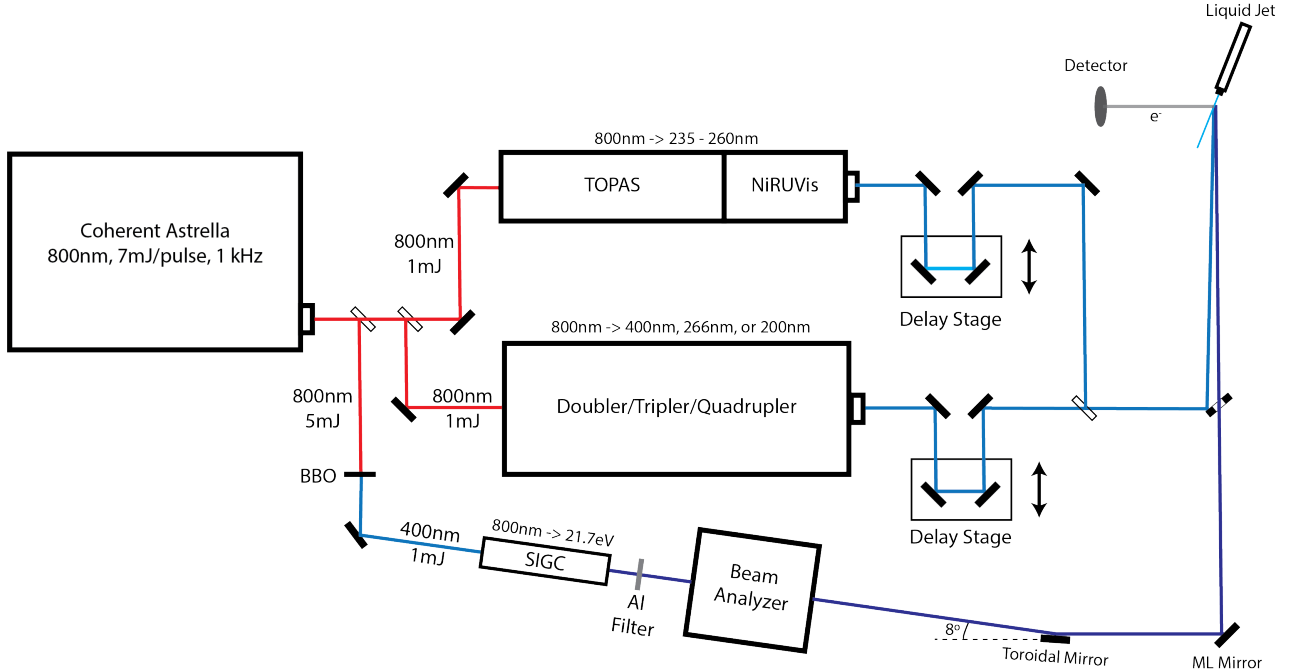 Liquid Jet
Detector
e-
800nm -> 235 - 260nm
TOPAS
NiRUVis
Coherent Astrella
800nm, 7mJ/pulse, 1 kHz
800nm
1mJ
Delay Stage
800nm -> 400nm, 266nm, or 200nm
Doubler/Tripler/Quadrupler
800nm
5mJ
800nm
1mJ
BBO
Delay Stage
400nm
1mJ
800nm -> 21.7eV
SIGC
Al
Filter
Beam
Analyzer
8o
Toroidal Mirror
ML Mirror